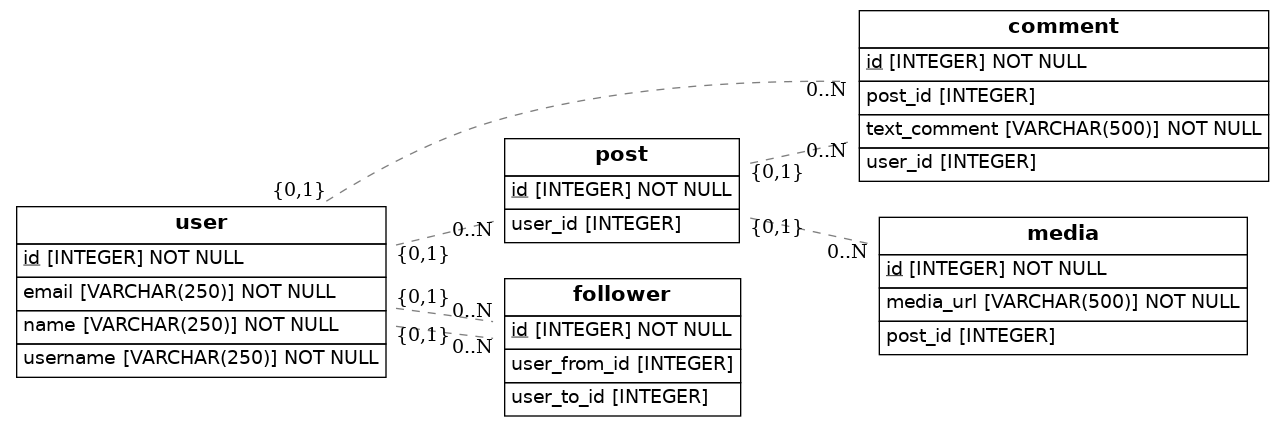 user
id [INTEGER] NOT NULL
email [VARCHAR(250)] NOT NULL
name [VARCHAR(250)] NOT NULL
username [VARCHAR(250)] NOT NULL
{0,1}
0..N
{0,1}
0..N
{0,1}
0..N
{0,1}
0..N
post
id [INTEGER] NOT NULL
user_id [INTEGER]
follower
id [INTEGER] NOT NULL
user_from_id [INTEGER]
user_to_id [INTEGER]
{0,1}
0..N
{0,1}
0..N
comment
id [INTEGER] NOT NULL
post_id [INTEGER]
text_comment [VARCHAR(500)] NOT NULL
user_id [INTEGER]
media
id [INTEGER] NOT NULL
media_url [VARCHAR(500)] NOT NULL
post_id [INTEGER]